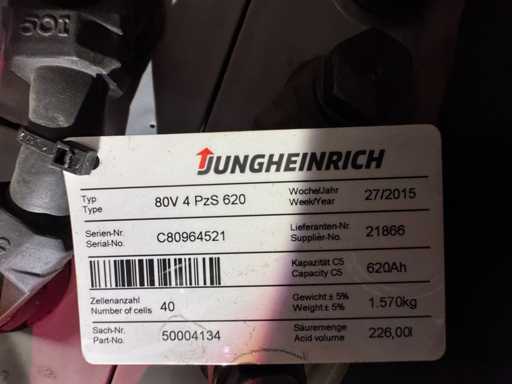 50T
JUNGHEINRICH
Typ
Type
80V 4 PzS 620
Woche/Jahr
Week/Year
27/2015
Serien-Nr.
Serial-No.
C80964521
Lieferanten-Nr.
Supplier-No.
21866
Kapazität C5
Capacity C5
620Ah
Zellenanzahl
Number of cells
40
Gewicht ± 5%
Weight ± 5%
1.570kg
Sach-Nr.
Part-No.
50004134
Säuremenge
Acid volume
226,00l